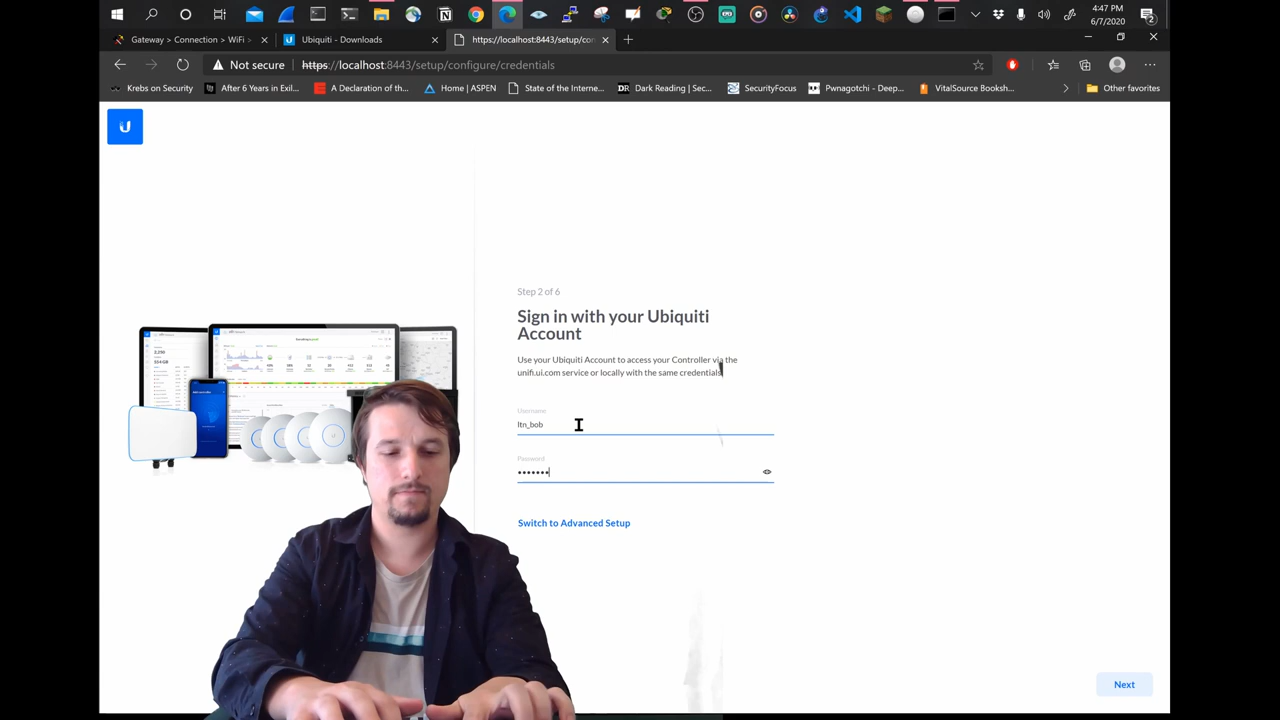 4:47 PM
6/7/2020
2
Gateway > Connection > WiFi >
Ubiquiti - Downloads
https://localhost:8443/setup/con
Not secure
https://localhost:8443/setup/configure/credentials
Krebs on Security
After 6 Years in Exil...
A Declaration of th...
Home | ASPEN
State of the Interne...
DR
Dark Reading | Sec...
SecurityFocus
Pwnagotchi - Deep...
VitalSource Booksh...
Other favorites
U
Step 2 of 6
Sign in with your Ubiquiti
Account
Use your Ubiquiti Account to access your Controller via the
unifi.ui.com service or locally with the same credentials
Username
ltn_bob
Password
•••••••
Switch to Advanced Setup
Next